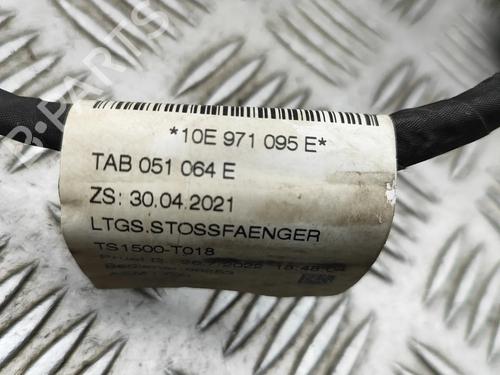 *10E 971 095 E*
TAB 051 064 E
ZS: 30.04.2021
LTGS.STOSSFAENGER
TS1500-T018